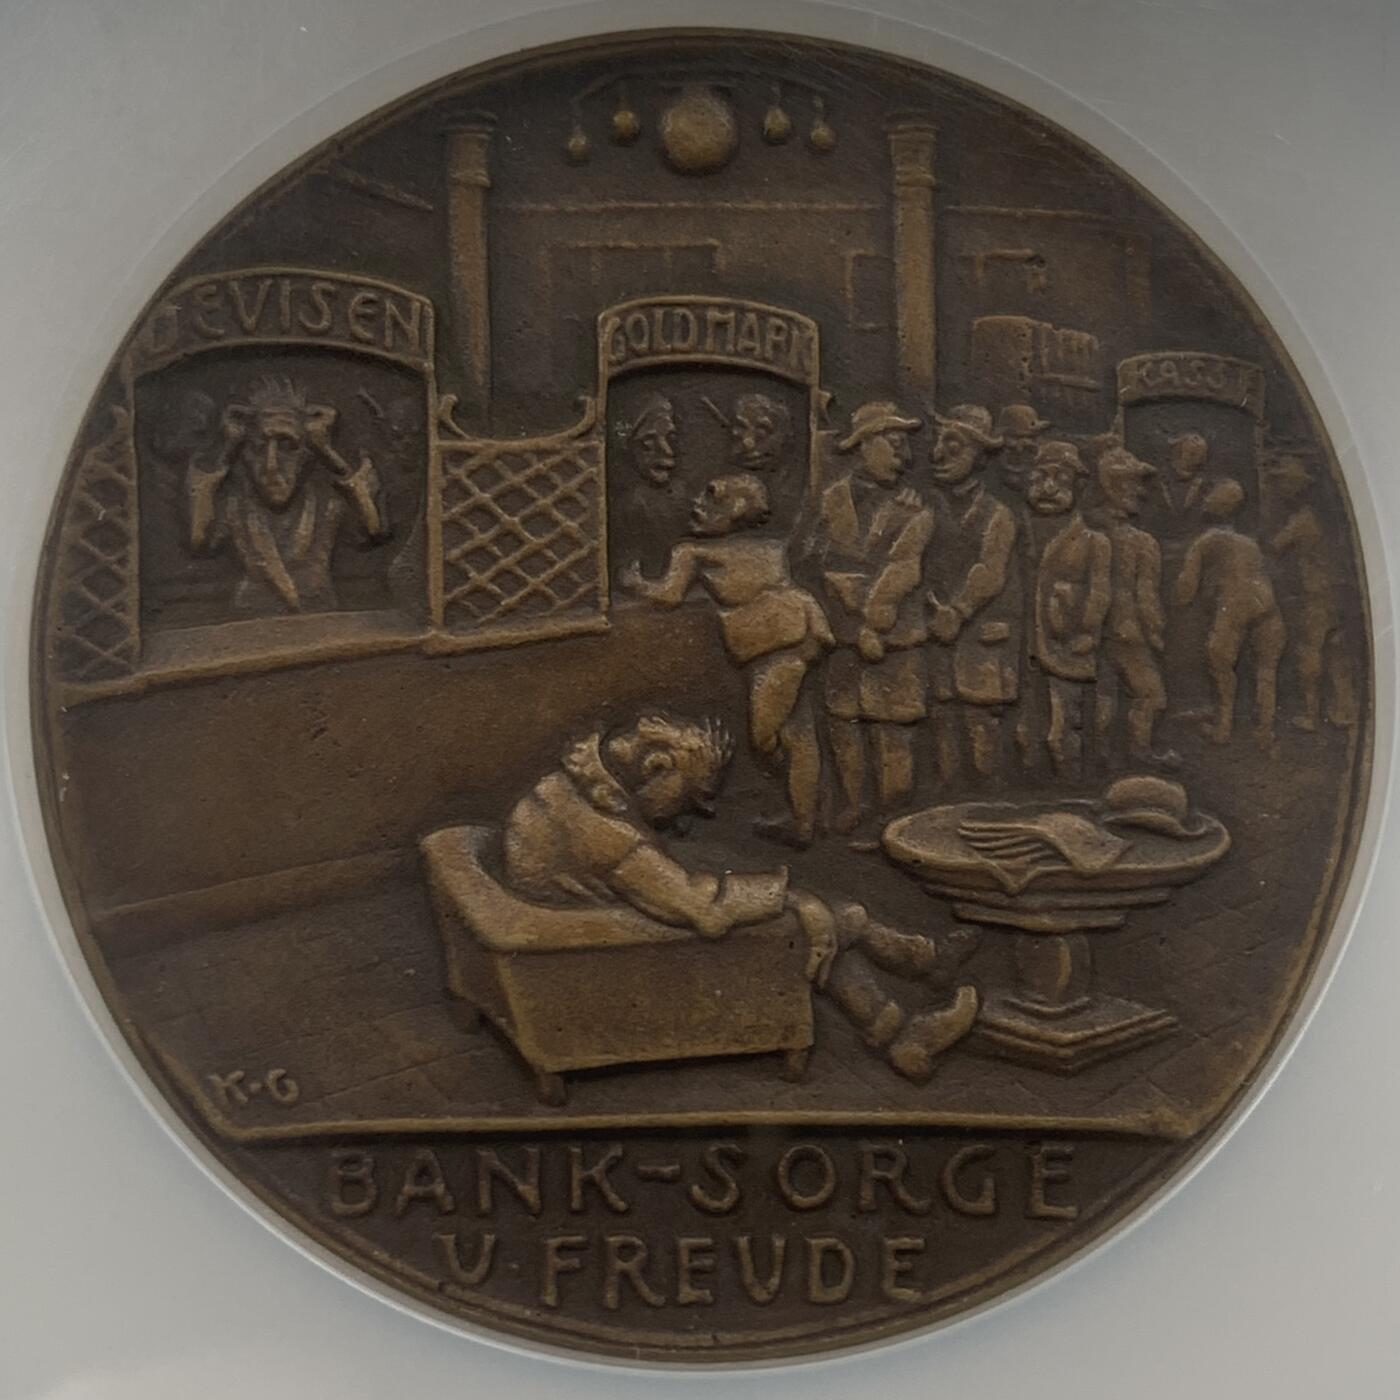 DEVISEN
GOLDMARK
KASSE
K·G
BANK-SORGE
U·FREUDE